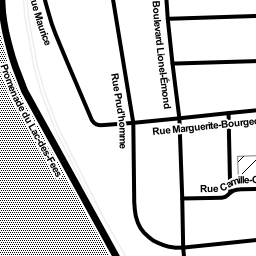 Rue Maurice
Boulevard Lionel-Émond
Promenade du Lac-des-Fées
Rue Prud'homme
Rue Marguerite-Bourgeo
Rue Camille-